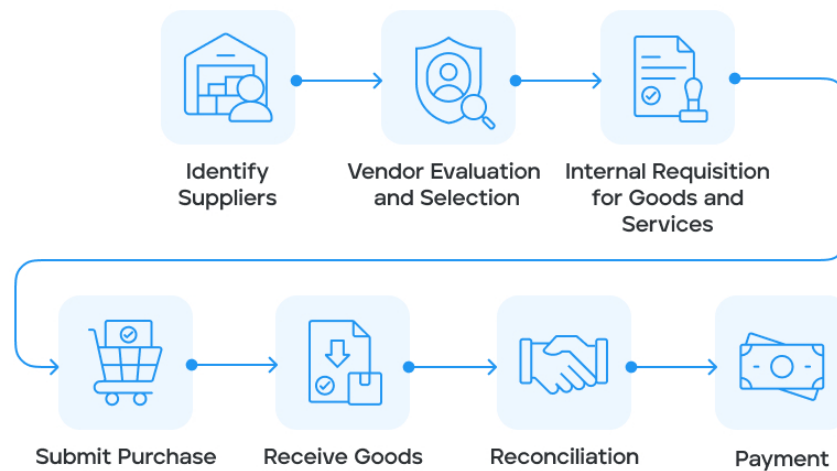 Identify
Suppliers
Vendor Evaluation
and Selection
Internal Requisition
for Goods and
Services
Submit Purchase
Receive Goods
Reconciliation
Payment